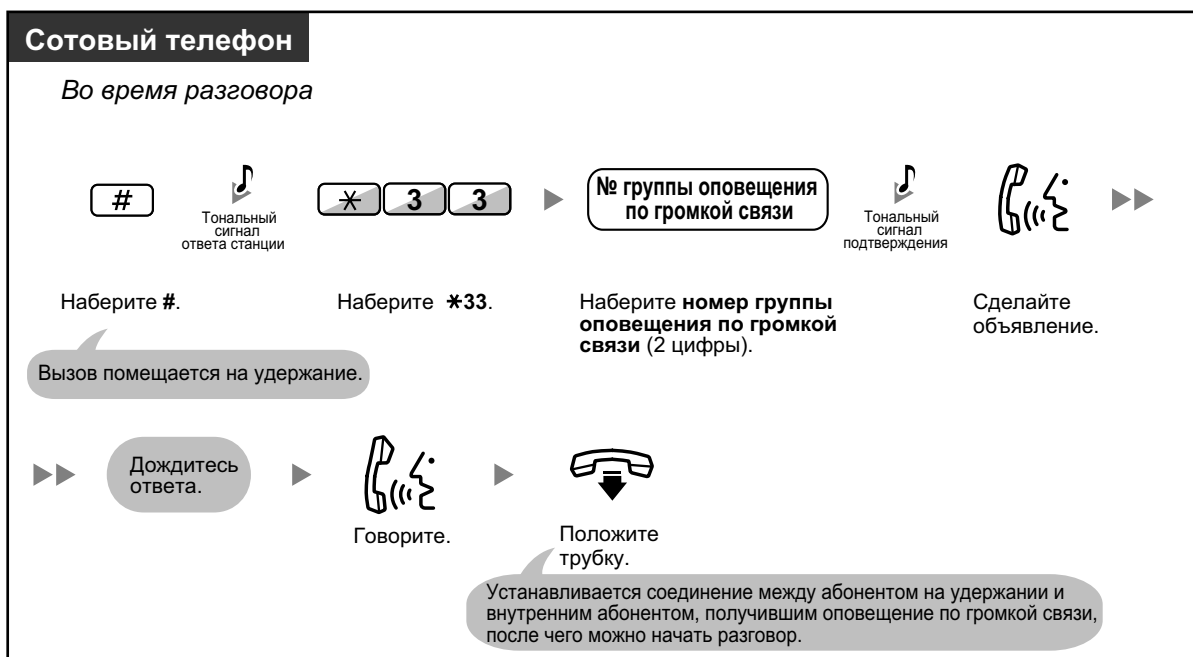 Сотовый телефон
Во время разговора
#
Тональный
сигнал
ответа станции
* 3 3
№ группы оповещения
по громкой связи
Тональный
сигнал
подтверждения
Наберите #.
Вызов помещается на удержание.
Наберите *33.
Наберите номер группы
оповещения по громкой
связи (2 цифры).
Сделайте
объявление.
Дождитесь
ответа.
Говорите.
Положите
трубку.
Устанавливается соединение между абонентом на удержании и
внутренним абонентом, получившим оповещение по громкой связи,
после чего можно начать разговор.